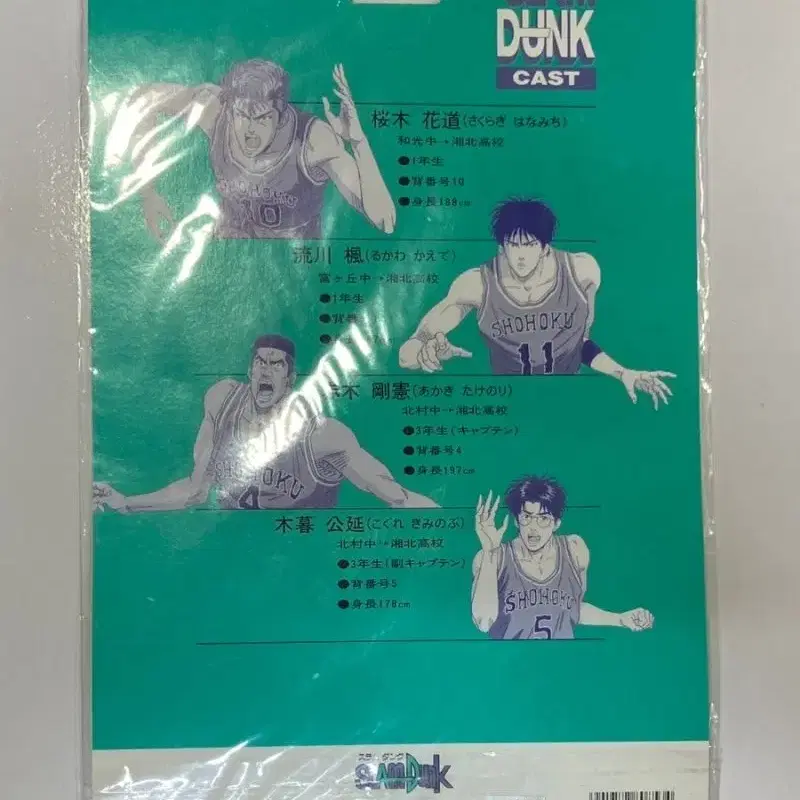 SLAM
DUNK
CAST
桜木 花道(さくらぎ はなみち)
和光中→湘北高校
●1年生
●背番号10
●身長188cm
SHOHOKU
10
流川 楓(るかわ かえで)
富ヶ丘中→湘北高校
●1年生
●背番
SHOHOKU
11
木 剛憲(あかぎ たけのり)
北村中→湘北高校
●3年生(キャプテン)
●背番号4
●身長197cm
SHOHOKU
4
木暮 公延(こぐれ きみのぶ)
北村中→湘北高校
●3年生(副キャプテン)
●背番号5
●身長178cm
SHOHOKU
5
SLAM DUNK